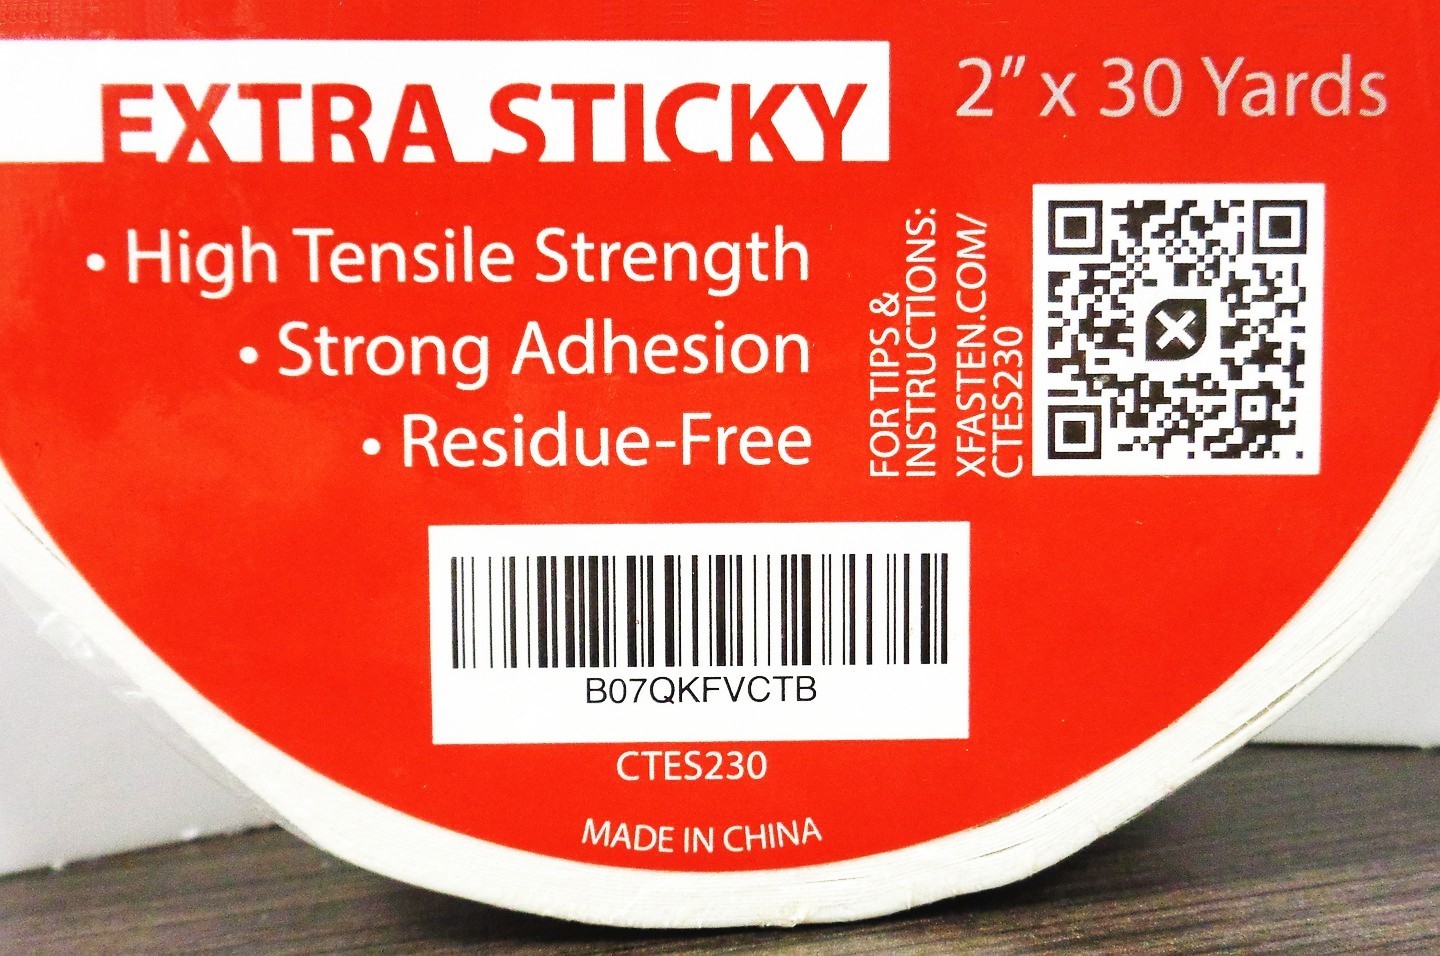 EXTRA STICKY
2” x 30 Yards
• High Tensile Strength
• Strong Adhesion
• Residue-Free
FOR TIPS &
INSTRUCTIONS:
XFASTEN.COM/
CTES230
B07QKFVCTB
CTES230
MADE IN CHINA